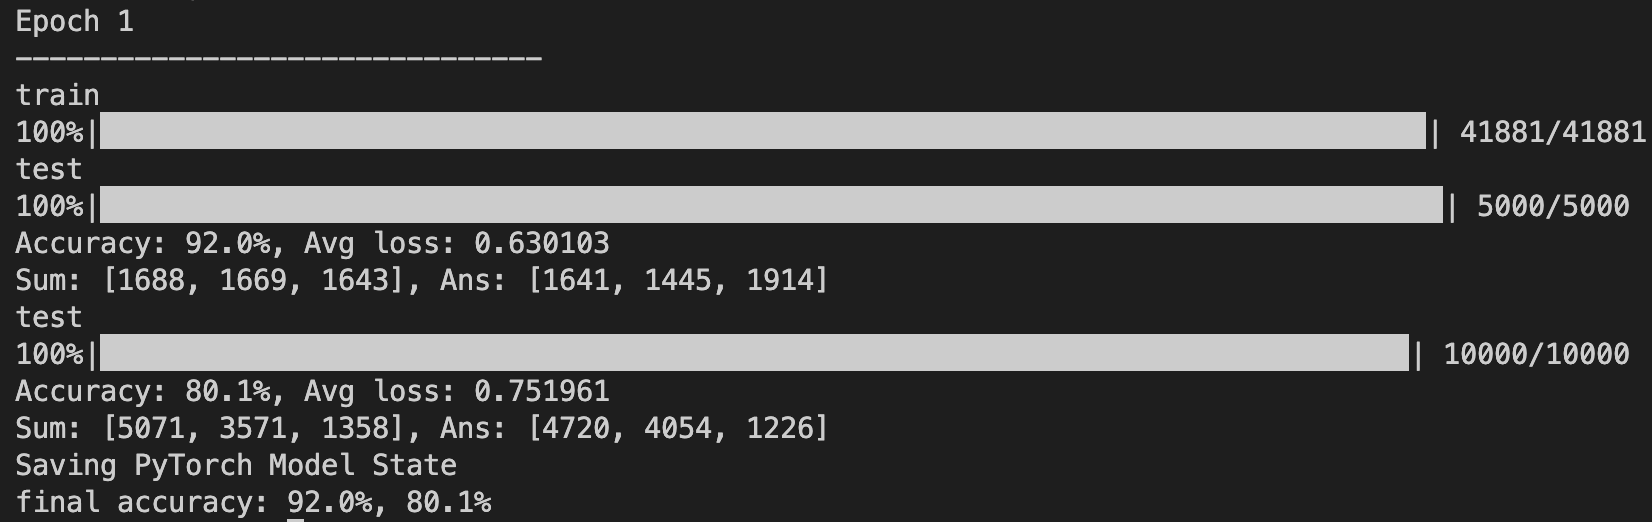 Epoch 1
-------------------------------
train
100%|██████████| 41881/41881
test
100%|██████████| 5000/5000
Accuracy: 92.0%, Avg loss: 0.630103
Sum: [1688, 1669, 1643], Ans: [1641, 1445, 1914]
test
100%|██████████| 10000/10000
Accuracy: 80.1%, Avg loss: 0.751961
Sum: [5071, 3571, 1358], Ans: [4720, 4054, 1226]
Saving PyTorch Model State
final accuracy: 92.0%, 80.1%